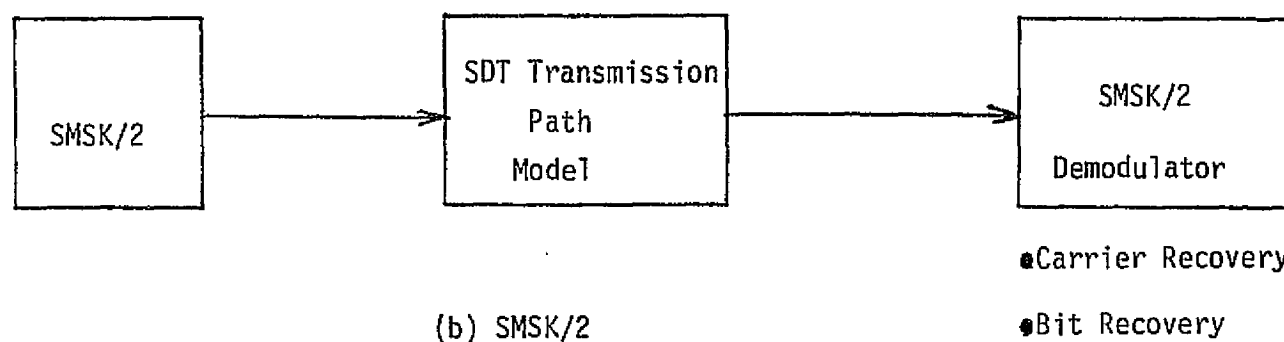 SMSK/2
SDT Transmission
Path
Model
SMSK/2
Demodulator
•Carrier Recovery
•Bit Recovery
(b) SMSK/2